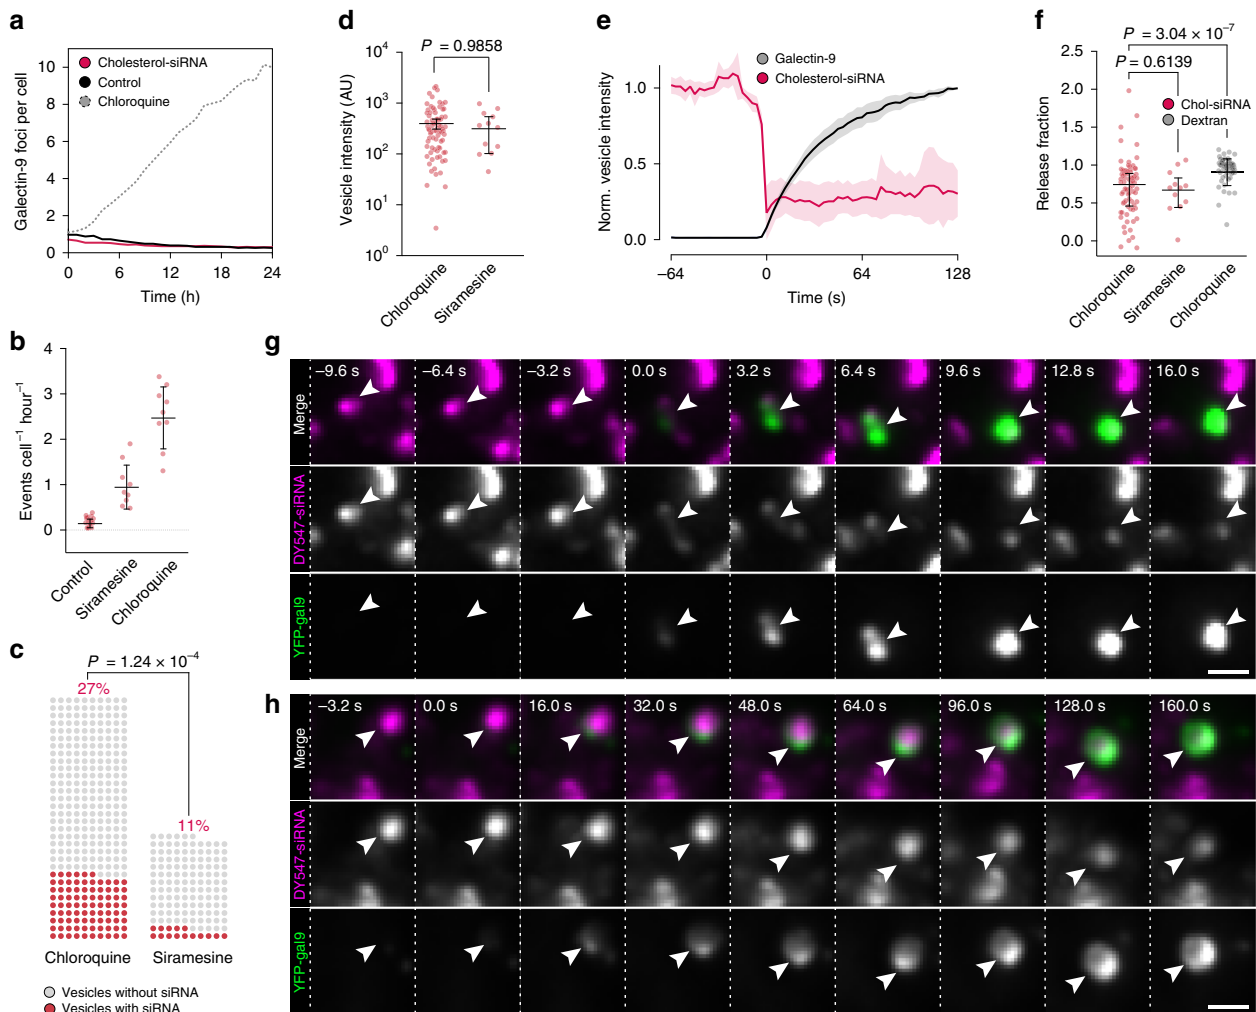 a
Galectin-9 foci per cell
10
8
6
4
2
0
Cholesterol-siRNA
Control
Chloroquine
0 6 12 18 24
Time (h)
b
Events cell⁻¹ hour⁻¹
4
3
2
1
0
Control
Siramesine
Chloroquine
c
P = 1.24 × 10⁻⁴
27%
11%
Chloroquine
Siramesine
Vesicles without siRNA
Vesicles with siRNA
d
Vesicle intensity (AU)
10⁴
10³
10²
10¹
10⁰
P = 0.9858
Chloroquine
Siramesine
e
Norm. vesicle intensity
1.0
0.5
0.0
Galectin-9
Cholesterol-siRNA
−64 0 64 128
Time (s)
f
P = 3.04 × 10⁻⁷
P = 0.6139
Release fraction
2.5
2.0
1.5
1.0
0.5
0.0
Chol-siRNA
Dextran
Chloroquine
Siramesine
Chloroquine
g
−9.6 s −6.4 s −3.2 s 0.0 s 3.2 s 6.4 s 9.6 s 12.8 s 16.0 s
Merge
DY547-siRNA
YFP-gal9
h
−3.2 s 0.0 s 16.0 s 32.0 s 48.0 s 64.0 s 96.0 s 128.0 s 160.0 s
Merge
DY547-siRNA
YFP-gal9